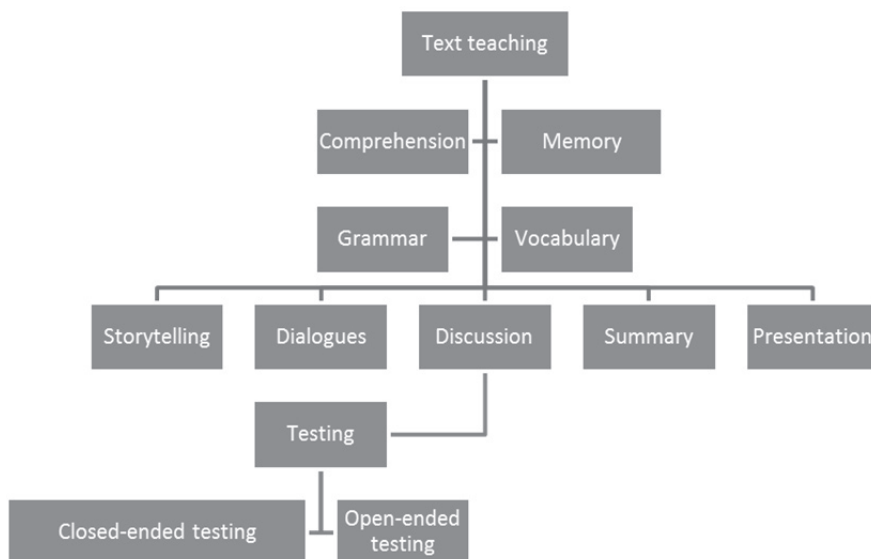 Text teaching
Comprehension
Memory
Grammar
Vocabulary
Storytelling
Dialogues
Discussion
Summary
Presentation
Testing
Closed-ended testing
Open-ended
testing